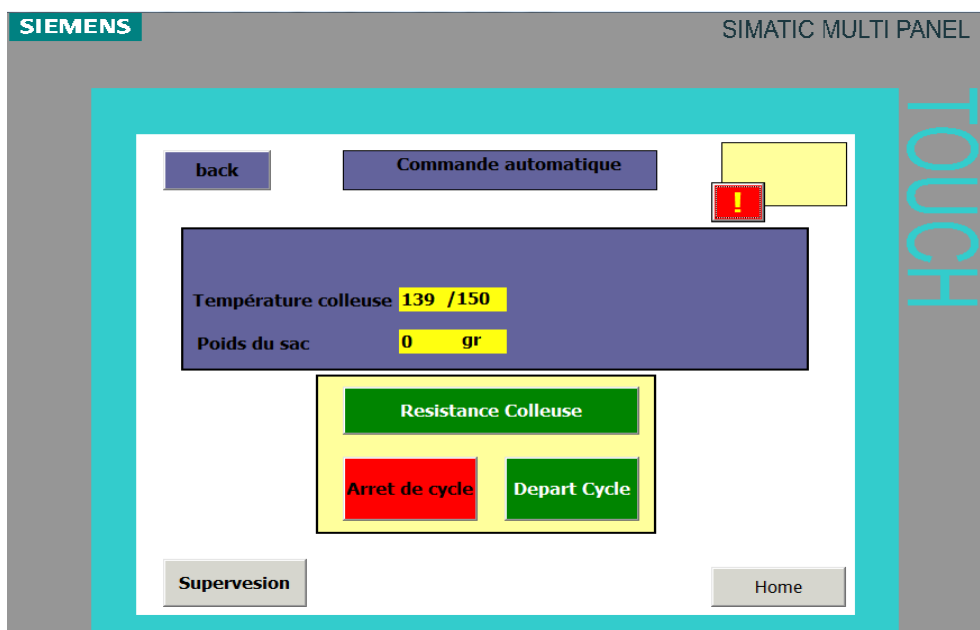 SIEMENS
SIMATIC MULTI PANEL
TOUCH
back
Commande automatique
!
Température colleuse 139 /150
Poids du sac 0 gr
Resistance Colleuse
Arret de cycle
Depart Cycle
Supervesion
Home